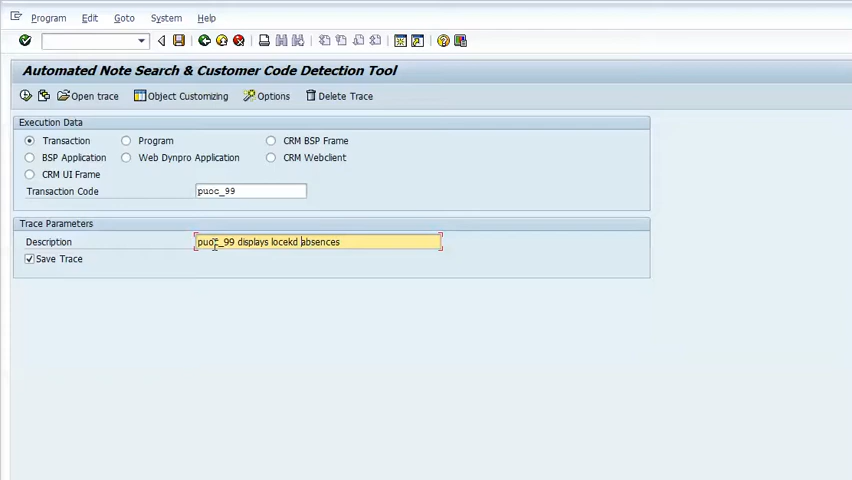 Program Edit Goto System Help
Automated Note Search & Customer Code Detection Tool
Open trace Object Customizing Options Delete Trace
Execution Data
Transaction Program CRM BSP Frame
BSP Application Web Dynpro Application CRM Webclient
CRM UI Frame
Transaction Code puoc_99
Trace Parameters
Description puoc_99 displays locekd absences
Save Trace